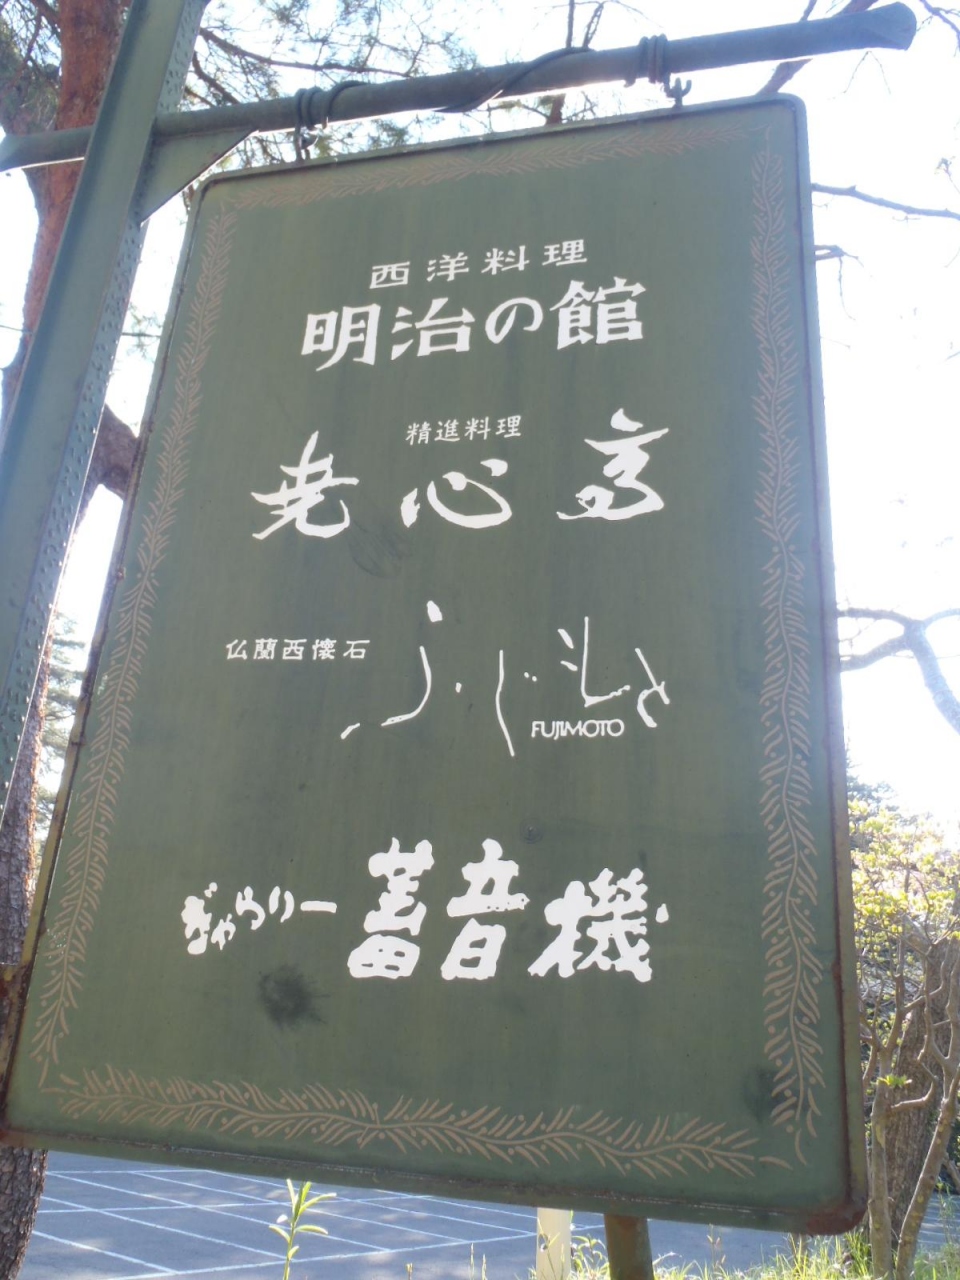 西洋料理
明治の館
精進料理
尭心亭
仏蘭西懐石
ふじもと
FUJIMOTO
ぎゃらりー 蓄音機